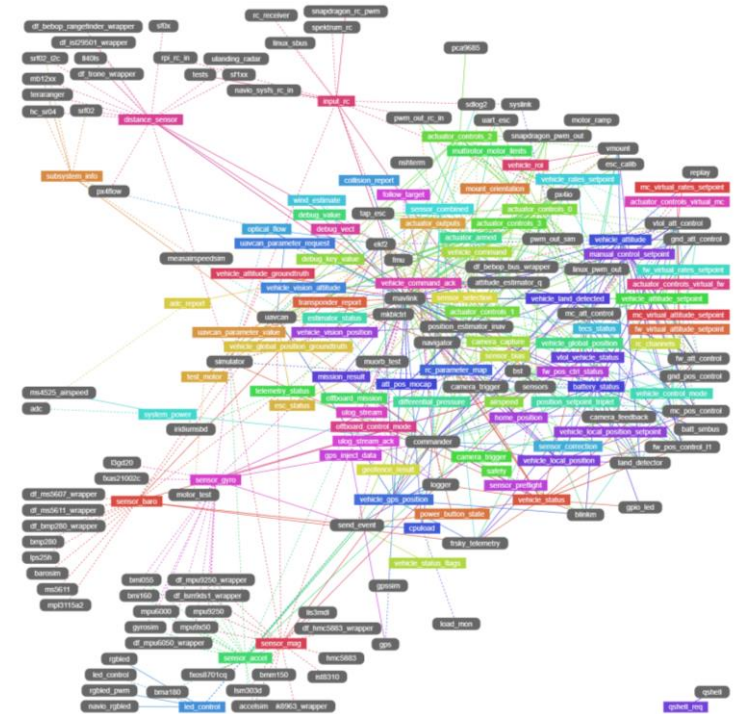 snapdragon_rc_pwm
rc_receiver
df_bebop_rangefinder_wrapper
sf0x
spektrum_rc
df_isl29501_wrapper
linux_sbus
pca9685
srf02_i2c
ll40ls
rpi_rc_in
ulanding_radar
mb12xx
df_trone_wrapper
tests
sf1xx
teraranger
navio_sysfs_rc_in
input_rc
sdlog2
syslink
hc_sr04
srf02
distance_sensor
pwm_out_rc_in
uart_esc
motor_ramp
actuator_controls_2
snapdragon_pwm_out
multirotor_motor_limits
vmount
nshterm
vehicle_roi
esc_calib
subsystem_info
replay
collision_report
vehicle_rates_setpoint
px4flow
mount_orientation
mc_virtual_rates_setpoint
follow_target
px4io
wind_estimate
actuator_controls_virtual_mc
sensor_combined
actuator_controls_0
debug_value
tap_esc
optical_flow
debug_vect
actuator_outputs
actuator_controls_3
vtol_att_control
uavcan_parameter_request
actuator_armed
pwm_out_sim
vehicle_attitude
gnd_att_control
ekf2
vehicle_command
manual_control_setpoint
measairspeedsim
debug_key_value
fmu
df_bebop_bus_wrapper
linux_pwm_out
fw_virtual_rates_setpoint
vehicle_attitude_groundtruth
vehicle_command_ack
attitude_estimator_q
actuator_controls_virtual_fw
vehicle_vision_attitude
mavlink
sensor_selection
vehicle_land_detected
vehicle_attitude_setpoint
adc_report
transponder_report
actuator_controls_1
mc_att_control
mc_virtual_attitude_setpoint
uavcan
estimator_status
mkblctrl
position_estimator_inav
tecs_status
fw_virtual_attitude_setpoint
uavcan_parameter_value
vehicle_vision_position
navigator
camera_capture
vtol_vehicle_status
rc_channels
vehicle_global_position_groundtruth
sensor_bias
fw_att_control
simulator
muorb_test
rc_parameter_map
bst
fw_pos_ctrl_status
gnd_pos_control
test_motor
mission_result
att_pos_mocap
camera_trigger
sensors
battery_status
ms4525_airspeed
telemetry_status
offboard_mission
differential_pressure
airspeed
position_setpoint_triplet
vehicle_control_mode
adc
system_power
esc_status
ulog_stream
home_position
camera_feedback
mc_pos_control
iridiumsbd
offboard_control_mode
vehicle_local_position_setpoint
batt_smbus
ulog_stream_ack
commander
sensor_correction
fw_pos_control_l1
gps_inject_data
camera_trigger
vehicle_local_position
land_detector
l3gd20
geofence_result
safety
fxas21002c
sensor_gyro
logger
sensor_preflight
df_ms5607_wrapper
sensor_baro
motor_test
vehicle_gps_position
vehicle_status
gpio_led
df_ms5611_wrapper
power_button_state
blinkm
df_bmp280_wrapper
send_event
cpuload
bmp280
frsky_telemetry
lps25h
vehicle_status_flags
barosim
ms5611
bmi055
df_mpu9250_wrapper
gpssim
mpl3115a2
bmi160
df_lsm9ds1_wrapper
mpu6000
mpu9250
lis3mdl
load_mon
gyrosim
mpu9x50
df_hmc5883_wrapper
df_mpu6050_wrapper
sensor_mag
gps
rgbled
sensor_accel
hmc5883
led_control
fxos8701cq
bmm150
ist8310
rgbled_pwm
bma180
lsm303d
qshell
navio_rgbled
led_control
accelsim
ak8963_wrapper
qshell_req